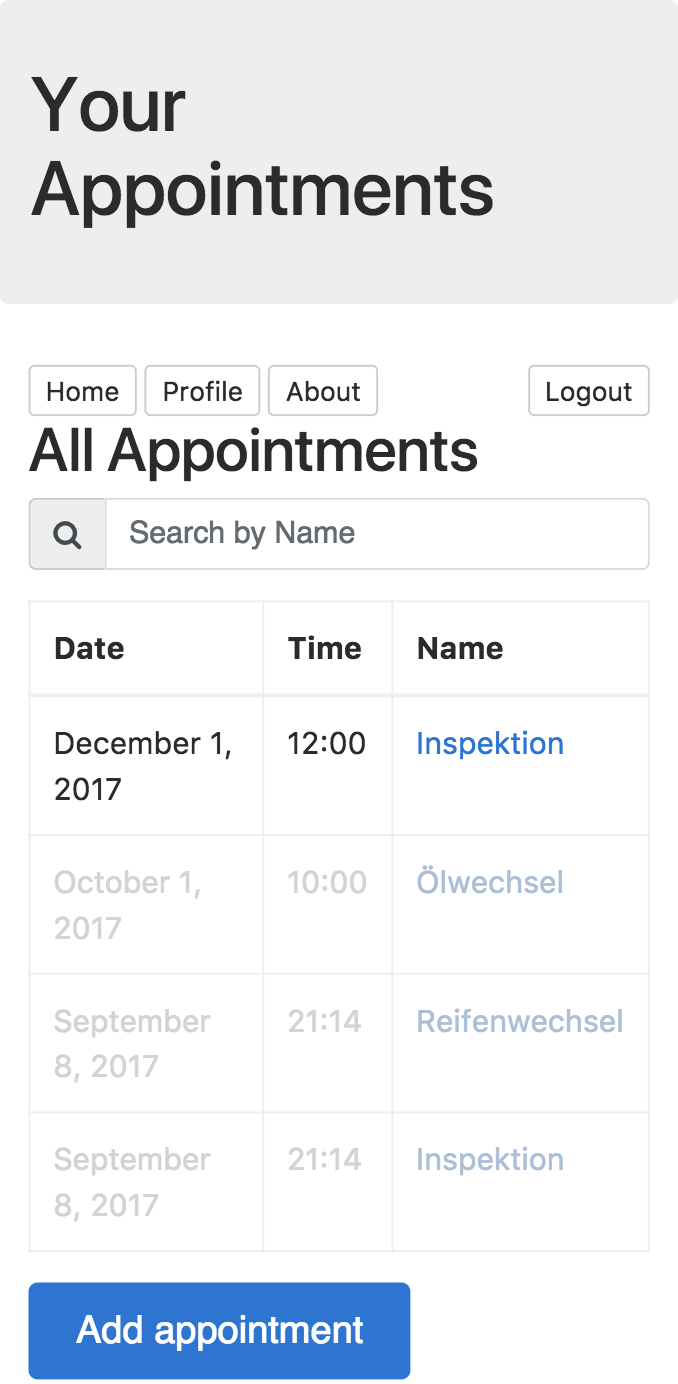 Your
Appointments
Home Profile About Logout
All Appointments
Search by Name
Date Time Name
December 1, 12:00 Inspektion
2017
October 1, 10:00 Ölwechsel
2017
September 21:14 Reifenwechsel
8, 2017
September 21:14 Inspektion
8, 2017
Add appointment